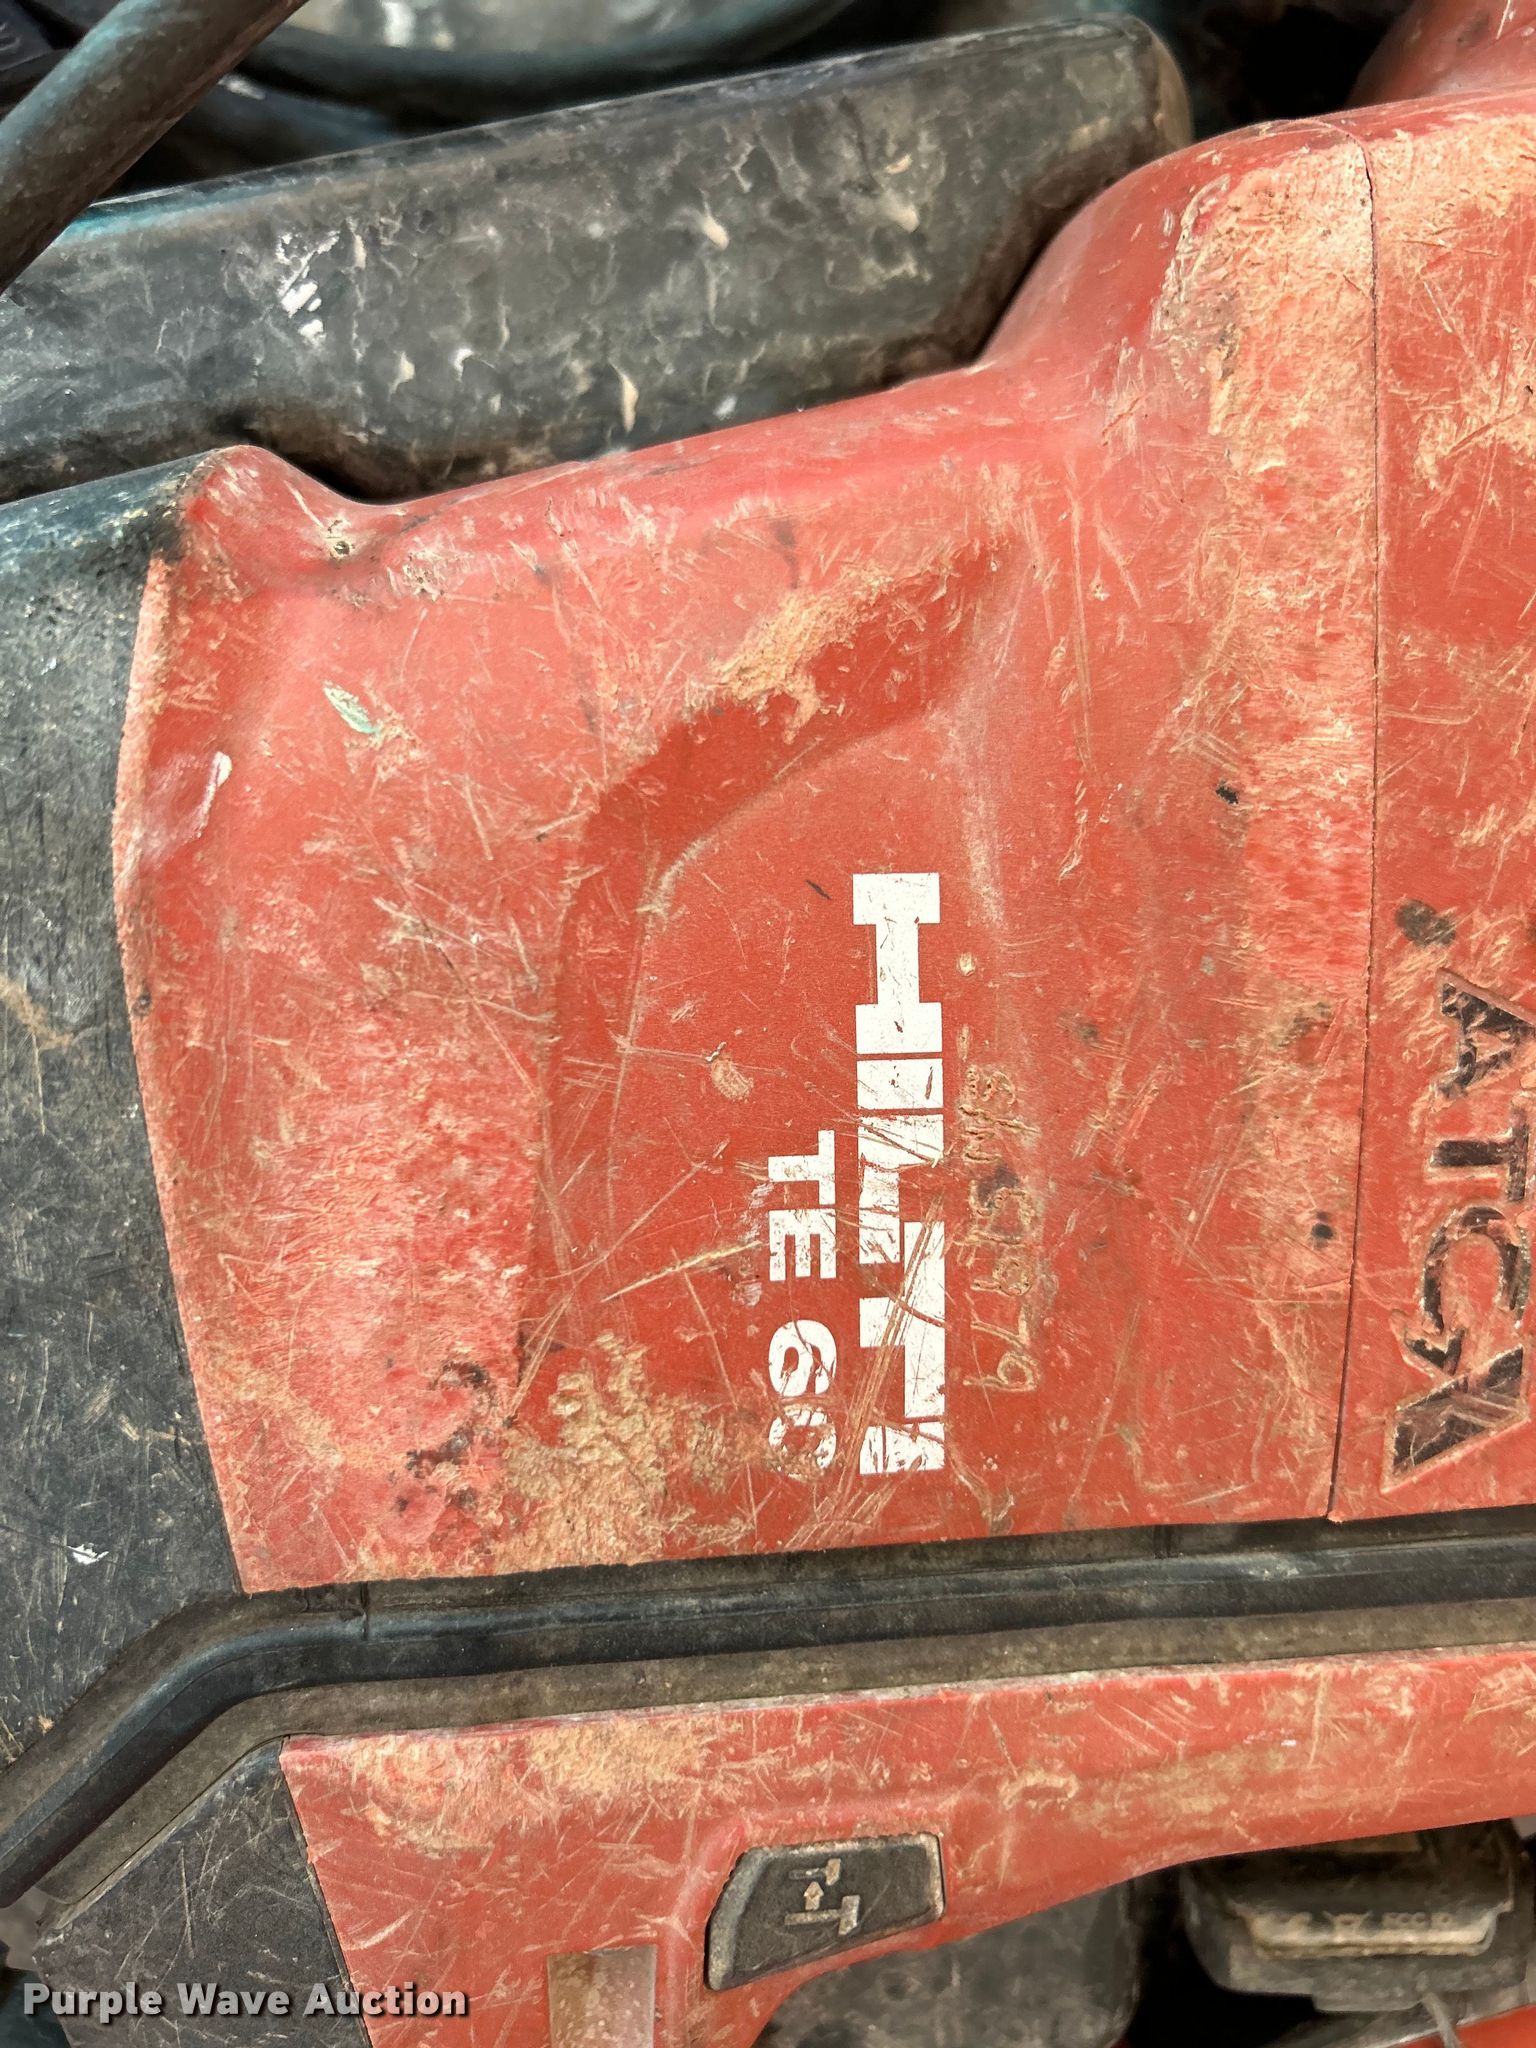 HILTI
TE 60
ATC
Purple Wave Auction